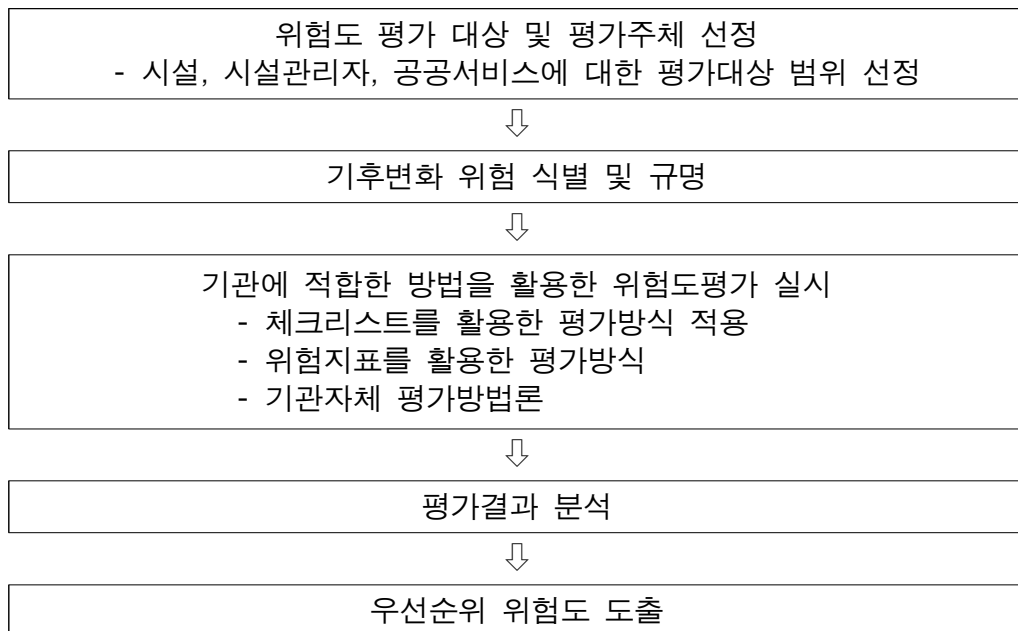 위험도 평가 대상 및 평가주체 선정
- 시설, 시설관리자, 공공서비스에 대한 평가대상 범위 선정
⇩
기후변화 위험 식별 및 규명
⇩
기관에 적합한 방법을 활용한 위험도평가 실시
- 체크리스트를 활용한 평가방식 적용
- 위험지표를 활용한 평가방식
- 기관자체 평가방법론
⇩
평가결과 분석
⇩
우선순위 위험도 도출